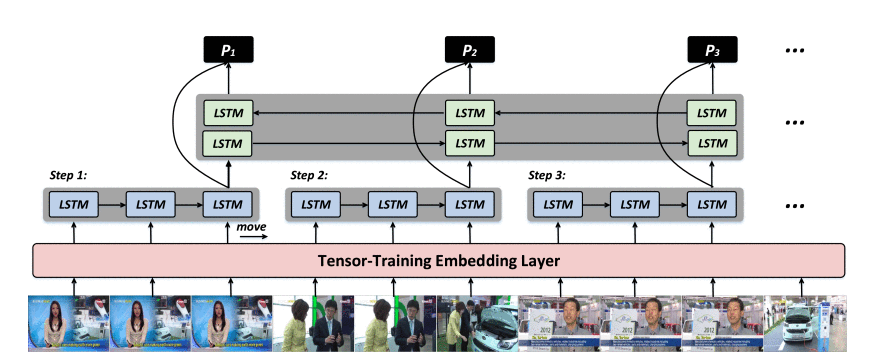 P1 P2 P3 ...
LSTM LSTM LSTM ...
LSTM LSTM LSTM
Step 1: Step 2: Step 3:
LSTM LSTM LSTM LSTM LSTM LSTM LSTM LSTM LSTM ...
move
Tensor-Training Embedding Layer
2012 2012 2012